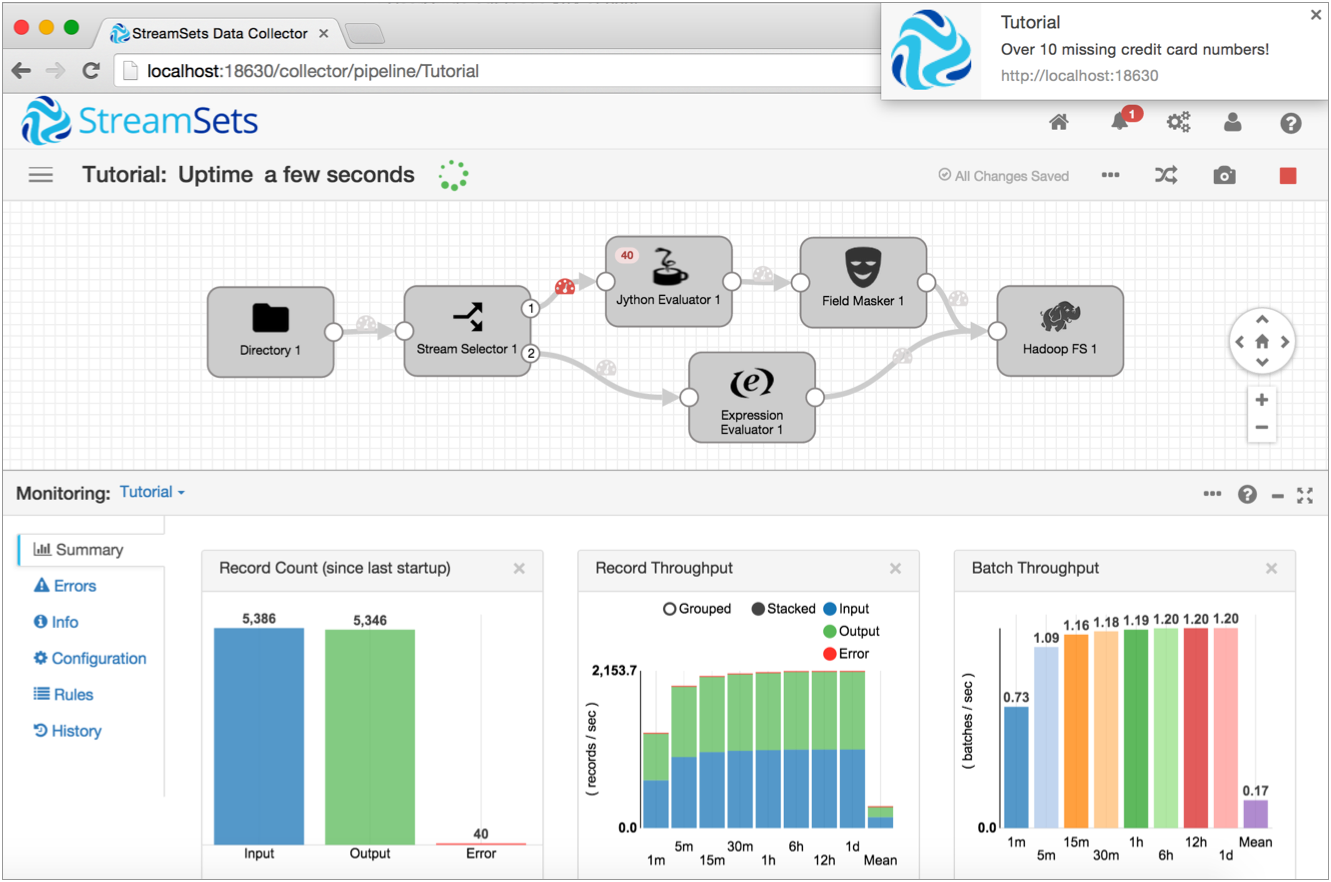 StreamSets Data Collector
Tutorial
Over 10 missing credit card numbers!
http://localhost:18630
localhost:18630/collector/pipeline/Tutorial
StreamSets
1
Tutorial: Uptime a few seconds
All Changes Saved
40
Jython Evaluator 1
Field Masker 1
Directory 1
Stream Selector 1
1
2
Hadoop FS 1
Expression
Evaluator 1
Monitoring: Tutorial
Summary
Errors
Info
Configuration
Rules
History
Record Count (since last startup)
5,386
5,346
40
Input
Output
Error
Record Throughput
Grouped
Stacked
Input
Output
Error
2,153.7
( records / sec )
0.0
1m
5m
15m
30m
1h
6h
12h
1d
Mean
Batch Throughput
0.73
1.09
1.16
1.18
1.19
1.20
1.20
1.20
0.17
( batches / sec )
0.0
1m
5m
15m
30m
1h
6h
12h
1d
Mean